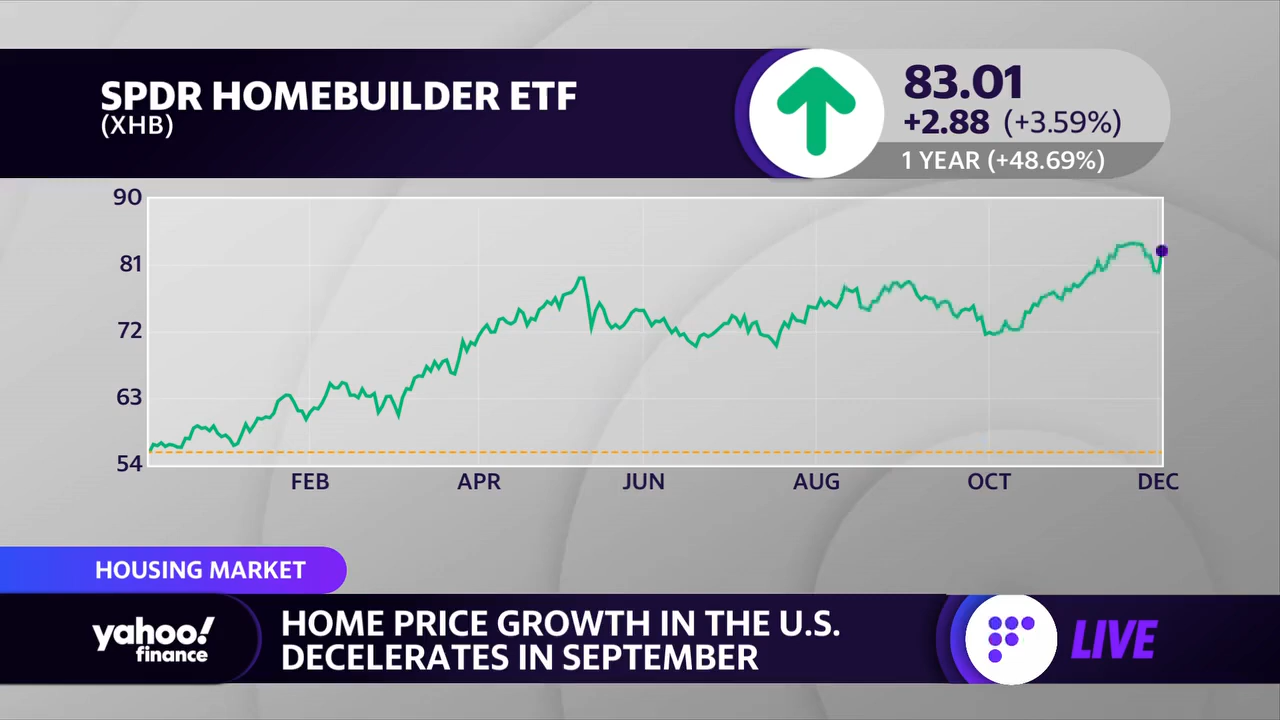 SPDR HOMEBUILDER ETF
(XHB)
83.01
+2.88 (+3.59%)
1 YEAR (+48.69%)
90
81
72
63
54
FEB APR JUN AUG OCT DEC
HOUSING MARKET
yahoo!
finance
HOME PRICE GROWTH IN THE U.S.
DECELERATES IN SEPTEMBER
LIVE